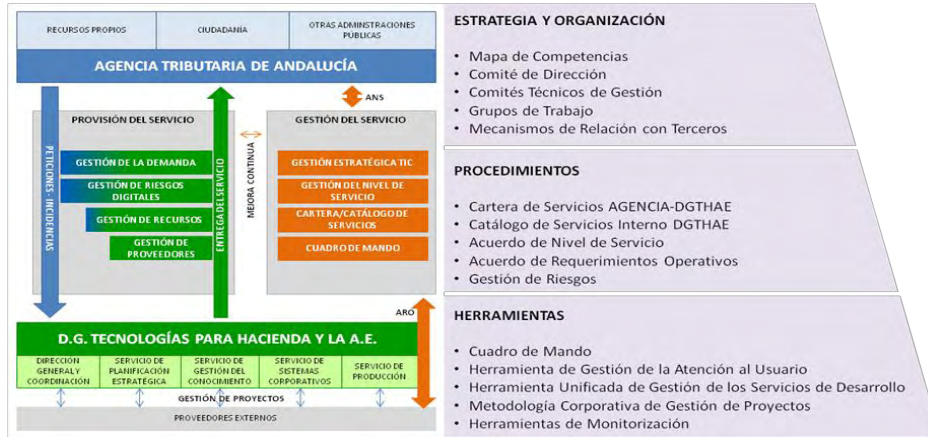 RECURSOS PROPIOS
CIUDADANÍA
OTRAS ADMINSTRACIONES
PÚBLICAS
AGENCIA TRIBUTARIA DE ANDALUCÍA
ANS
PROVISIÓN DEL SERVICIO
GESTIÓN DEL SERVICIO
PETICIONES - INCIDENCIAS
GESTIÓN DE LA DEMANDA
GESTIÓN DE RIESGOS
DIGITALES
GESTIÓN DE RECURSOS
GESTIÓN DE
PROVEEDORES
ENTREGA DEL SERVICIO
MEJORA CONTINUA
GESTIÓN ESTRATÉGICA TIC
GESTIÓN DEL NIVEL DE
SERVICIO
CARTERA/CATÁLOGO DE
SERVICIOS
CUADRO DE MANDO
ARO
D.G. TECNOLOGÍAS PARA HACIENDA Y LA A.E.
DIRECCIÓN
GENERAL Y
COORDINACIÓN
SERVICIO DE
PLANIFICACIÓN
ESTRATÉGICA
SERVICIO DE
GESTIÓN DEL
CONOCIMIENTO
SERVICIO DE
SISTEMAS
CORPORATIVOS
SERVICIO DE
PRODUCCIÓN
GESTIÓN DE PROYECTOS
PROVEEDORES EXTERNOS
ESTRATEGIA Y ORGANIZACIÓN
• Mapa de Competencias
• Comité de Dirección
• Comités Técnicos de Gestión
• Grupos de Trabajo
• Mecanismos de Relación con Terceros
PROCEDIMIENTOS
• Cartera de Servicios AGENCIA-DGTHAE
• Catálogo de Servicios Interno DGTHAE
• Acuerdo de Nivel de Servicio
• Acuerdo de Requerimientos Operativos
• Gestión de Riesgos
HERRAMIENTAS
• Cuadro de Mando
• Herramienta de Gestión de la Atención al Usuario
• Herramienta Unificada de Gestión de los Servicios de Desarrollo
• Metodología Corporativa de Gestión de Proyectos
• Herramientas de Monitorización